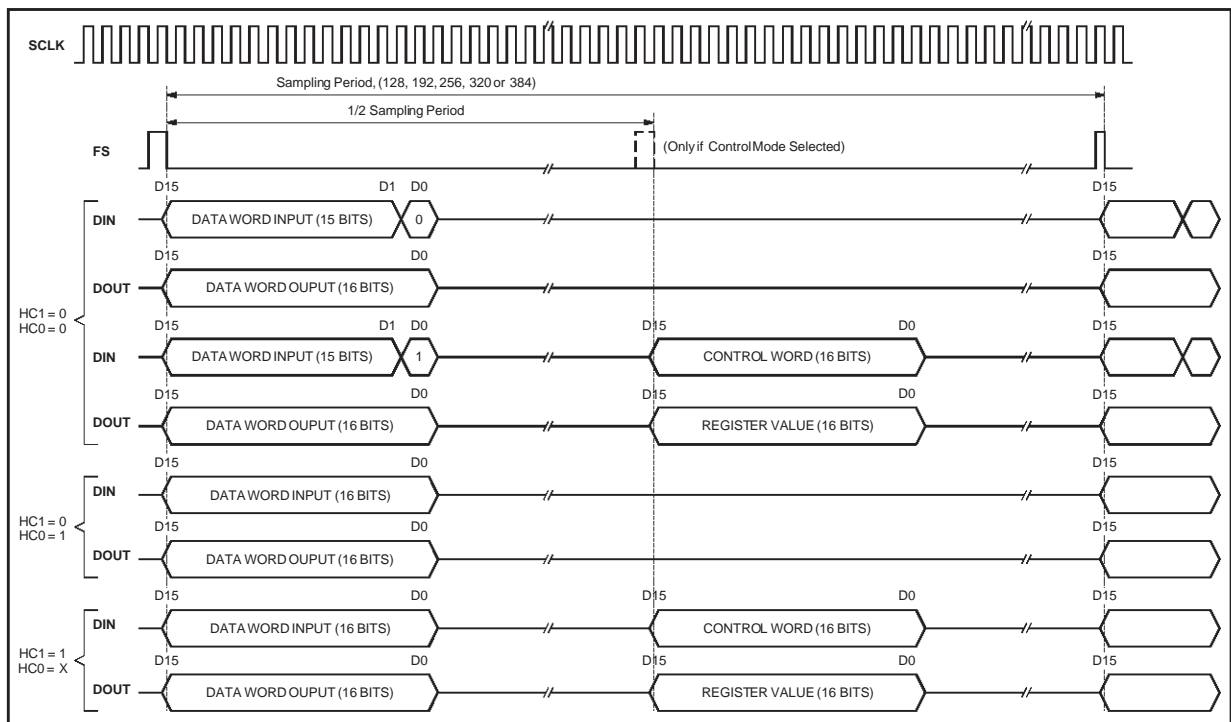 SCLK
Sampling Period, (128, 192, 256, 320 or 384)
1/2 Sampling Period
FS
(Only if Control Mode Selected)
D15 D1 D0 D15
DIN DATA WORD INPUT (15 BITS) 0
D15 D0 D15
DOUT DATA WORD OUPUT (16 BITS)
HC1 = 0
HC0 = 0
D15 D1 D0 D15 D0 D15
DIN DATA WORD INPUT (15 BITS) 1 CONTROL WORD (16 BITS)
D15 D0 D15 D0 D15
DOUT DATA WORD OUPUT (16 BITS) REGISTER VALUE (16 BITS)
D15 D0 D15
DIN DATA WORD INPUT (16 BITS)
HC1 = 0
HC0 = 1
D15 D0 D15
DOUT DATA WORD OUPUT (16 BITS)
D15 D0 D15 D0 D15
DIN DATA WORD INPUT (16 BITS) CONTROL WORD (16 BITS)
HC1 = 1
HC0 = X
D15 D0 D15 D0 D15
DOUT DATA WORD OUPUT (16 BITS) REGISTER VALUE (16 BITS)